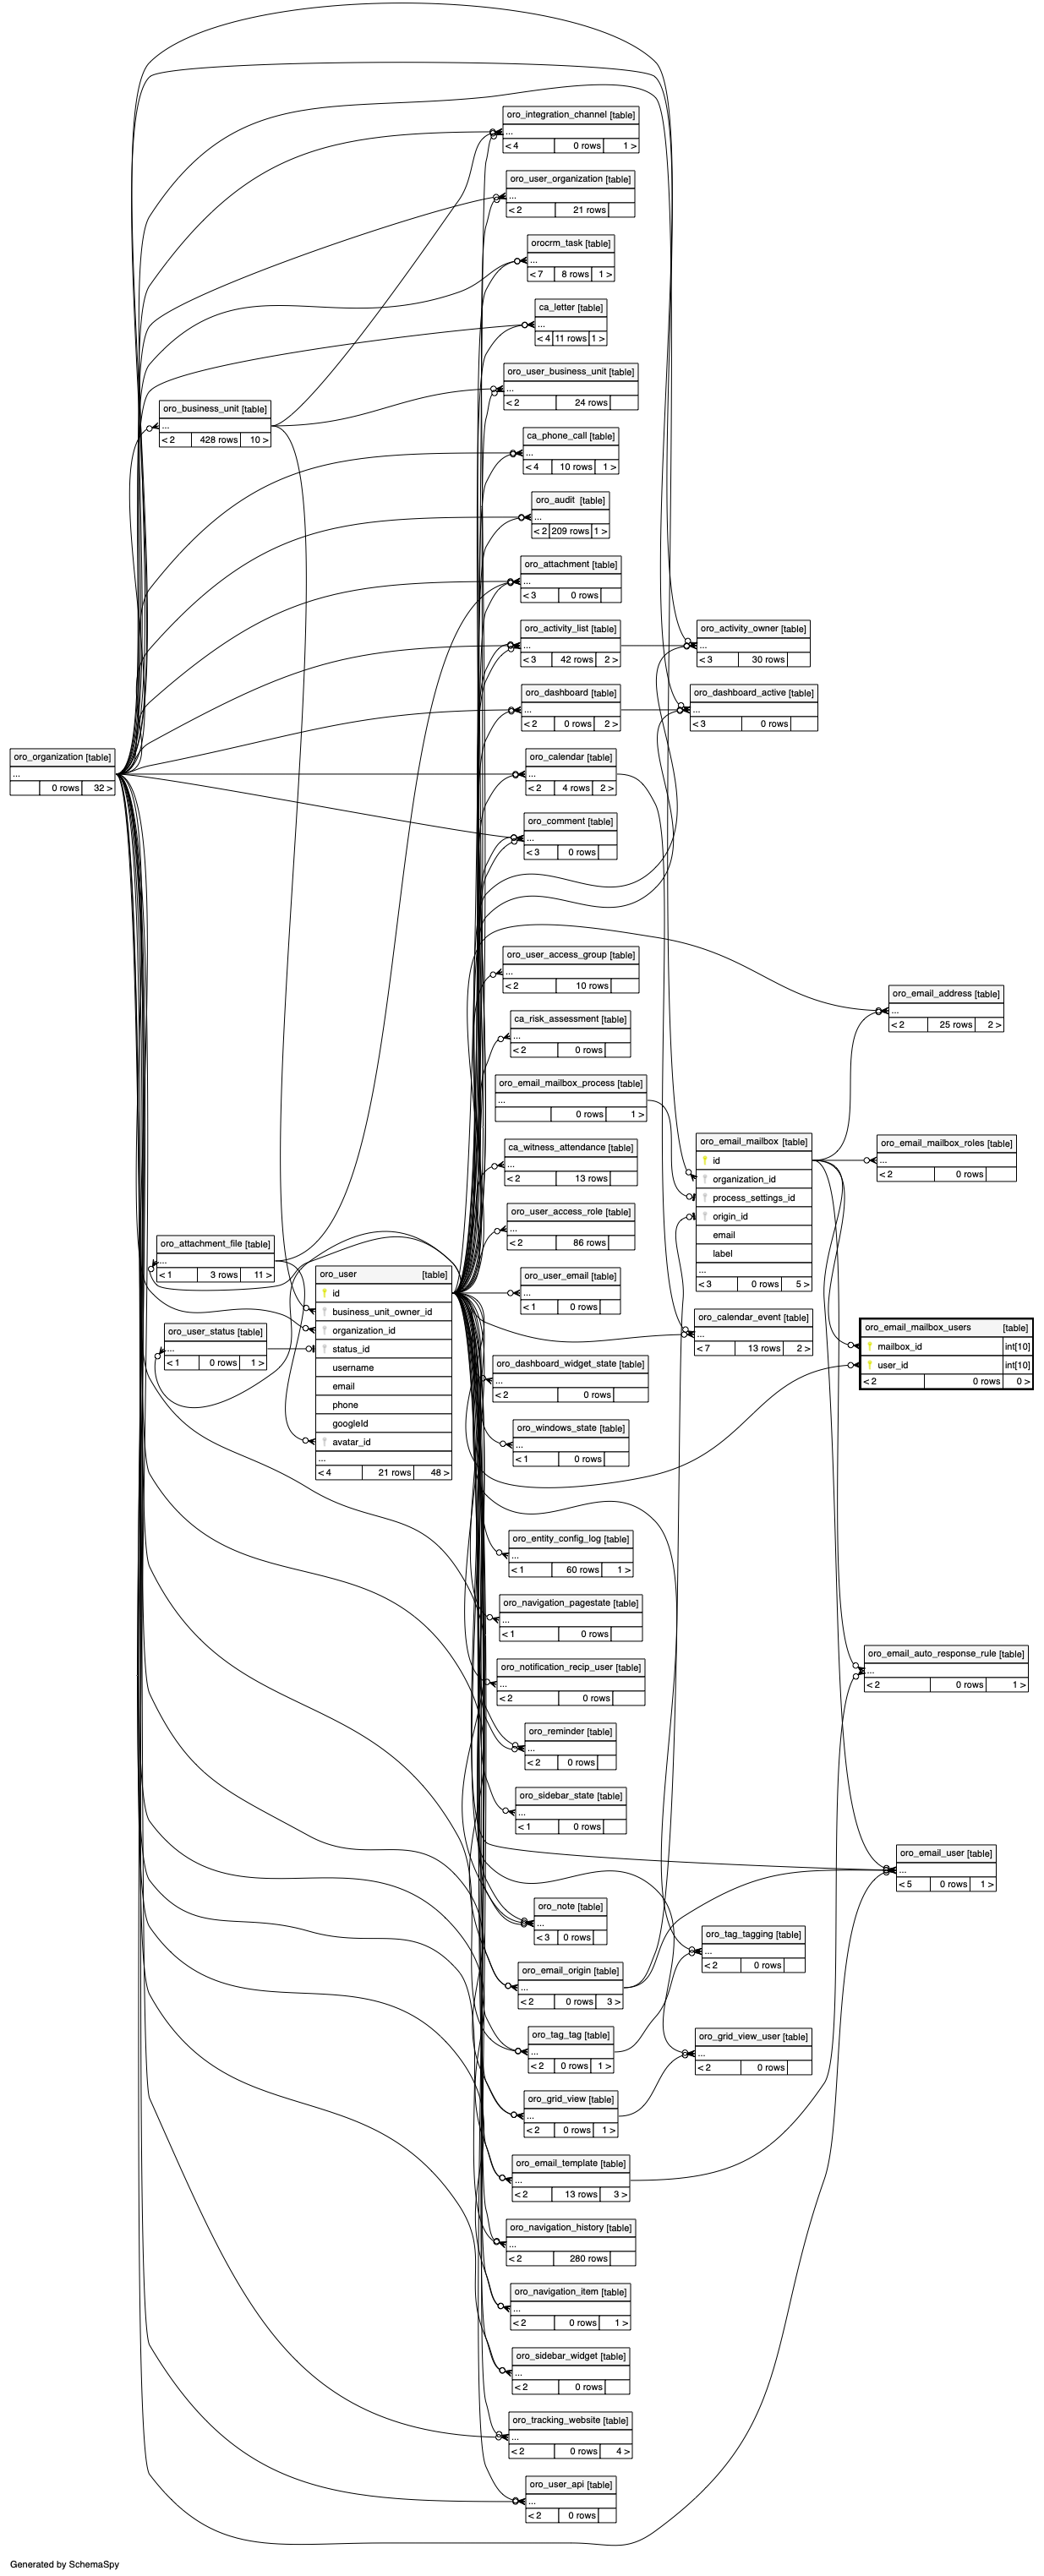 oro_integration_channel [table]
...
< 4 0 rows 1 >
oro_user_organization [table]
...
< 2 21 rows
orocrm_task [table]
...
< 7 8 rows 1 >
ca_letter [table]
...
< 4 11 rows 1 >
oro_user_business_unit [table]
...
< 2 24 rows
oro_business_unit [table]
...
< 2 428 rows 10 >
ca_phone_call [table]
...
< 4 10 rows 1 >
oro_audit [table]
...
< 2 209 rows 1 >
oro_attachment [table]
...
< 3 0 rows
oro_activity_list [table]
...
< 3 42 rows 2 >
oro_activity_owner [table]
...
< 3 30 rows
oro_dashboard [table]
...
< 2 0 rows 2 >
oro_dashboard_active [table]
...
< 3 0 rows
oro_organization [table]
...
0 rows 32 >
oro_calendar [table]
...
< 2 4 rows 2 >
oro_comment [table]
...
< 3 0 rows
oro_user_access_group [table]
...
< 2 10 rows
oro_email_address [table]
...
< 2 25 rows 2 >
ca_risk_assessment [table]
...
< 2 0 rows
oro_email_mailbox_process [table]
...
0 rows 1 >
oro_email_mailbox [table]
id
organization_id
process_settings_id
origin_id
email
label
...
< 3 0 rows 5 >
oro_email_mailbox_roles [table]
...
< 2 0 rows
ca_witness_attendance [table]
...
< 2 13 rows
oro_user_access_role [table]
...
< 2 86 rows
oro_attachment_file [table]
...
< 1 3 rows 11 >
oro_user [table]
id
business_unit_owner_id
organization_id
status_id
username
email
phone
googleId
avatar_id
...
< 4 21 rows 48 >
oro_user_email [table]
...
< 1 0 rows
oro_calendar_event [table]
...
< 7 13 rows 2 >
oro_email_mailbox_users [table]
mailbox_id int[10]
user_id int[10]
< 2 0 rows 0 >
oro_user_status [table]
...
< 1 0 rows 1 >
oro_dashboard_widget_state [table]
...
< 2 0 rows
oro_windows_state [table]
...
< 1 0 rows
oro_entity_config_log [table]
...
< 1 60 rows 1 >
oro_navigation_pagestate [table]
...
< 1 0 rows
oro_notification_recip_user [table]
...
< 2 0 rows
oro_email_auto_response_rule [table]
...
< 2 0 rows 1 >
oro_reminder [table]
...
< 2 0 rows
oro_sidebar_state [table]
...
< 1 0 rows
oro_email_user [table]
...
< 5 0 rows 1 >
oro_note [table]
...
< 3 0 rows
oro_tag_tagging [table]
...
< 2 0 rows
oro_email_origin [table]
...
< 2 0 rows 3 >
oro_tag_tag [table]
...
< 2 0 rows 1 >
oro_grid_view_user [table]
...
< 2 0 rows
oro_grid_view [table]
...
< 2 0 rows 1 >
oro_email_template [table]
...
< 2 13 rows 3 >
oro_navigation_history [table]
...
< 2 280 rows
oro_navigation_item [table]
...
< 2 0 rows 1 >
oro_sidebar_widget [table]
...
< 2 0 rows
oro_tracking_website [table]
...
< 2 0 rows 4 >
oro_user_api [table]
...
< 2 0 rows
Generated by SchemaSpy